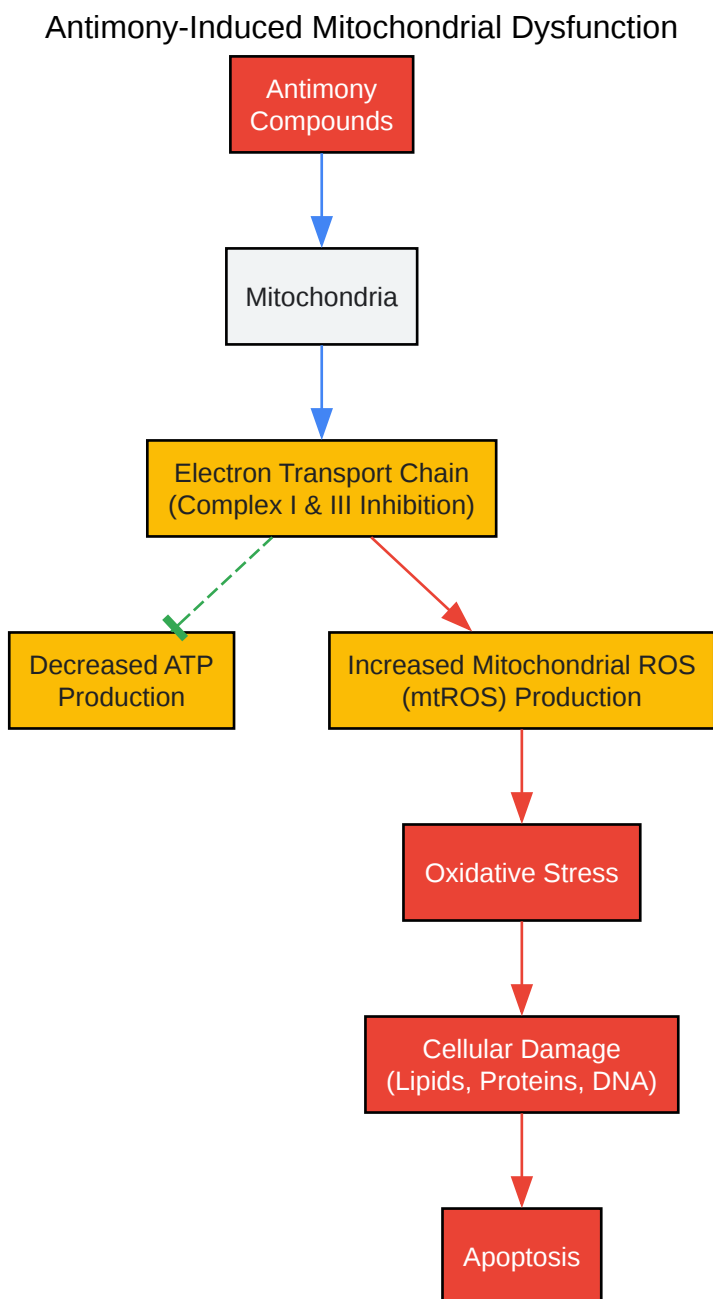 Antimony-Induced Mitochondrial Dysfunction
Antimony
Compounds
Mitochondria
Electron Transport Chain
(Complex I & III Inhibition)
Decreased ATP
Production
Increased Mitochondrial ROS
(mtROS) Production
Oxidative Stress
Cellular Damage
(Lipids, Proteins, DNA)
Apoptosis